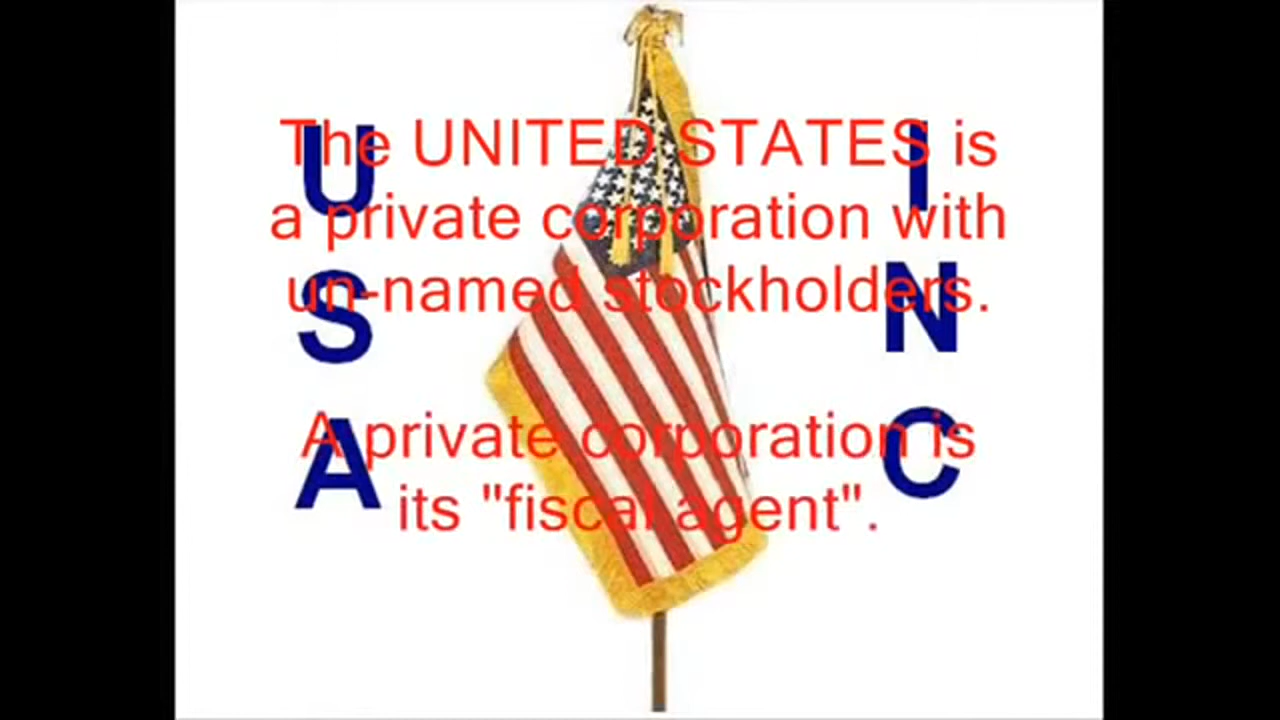 The UNITED STATES is
a private corporation with
un-named stockholders.
A private corporation is
its "fiscal agent".
U
S
A
I
N
C